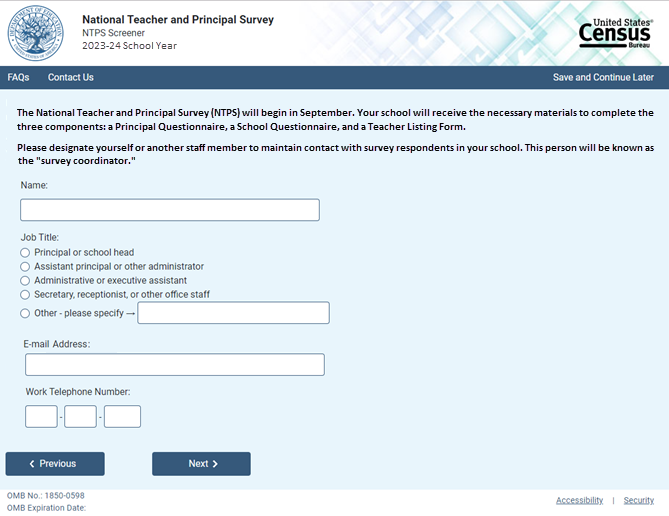 National Teacher and Principal Survey
NTPS Screener
2023-24 School Year
United States®
Census
Bureau
FAQs Contact Us Save and Continue Later
The National Teacher and Principal Survey (NTPS) will begin in September. Your school will receive the necessary materials to complete the
three components: a Principal Questionnaire, a School Questionnaire, and a Teacher Listing Form.
Please designate yourself or another staff member to maintain contact with survey respondents in your school. This person will be known as
the "survey coordinator."
Name:
Job Title:
Principal or school head
Assistant principal or other administrator
Administrative or executive assistant
Secretary, receptionist, or other office staff
Other - please specify →
E-mail Address:
Work Telephone Number:
- -
< Previous Next >
OMB No.: 1850-0598
OMB Expiration Date:
Accessibility | Security